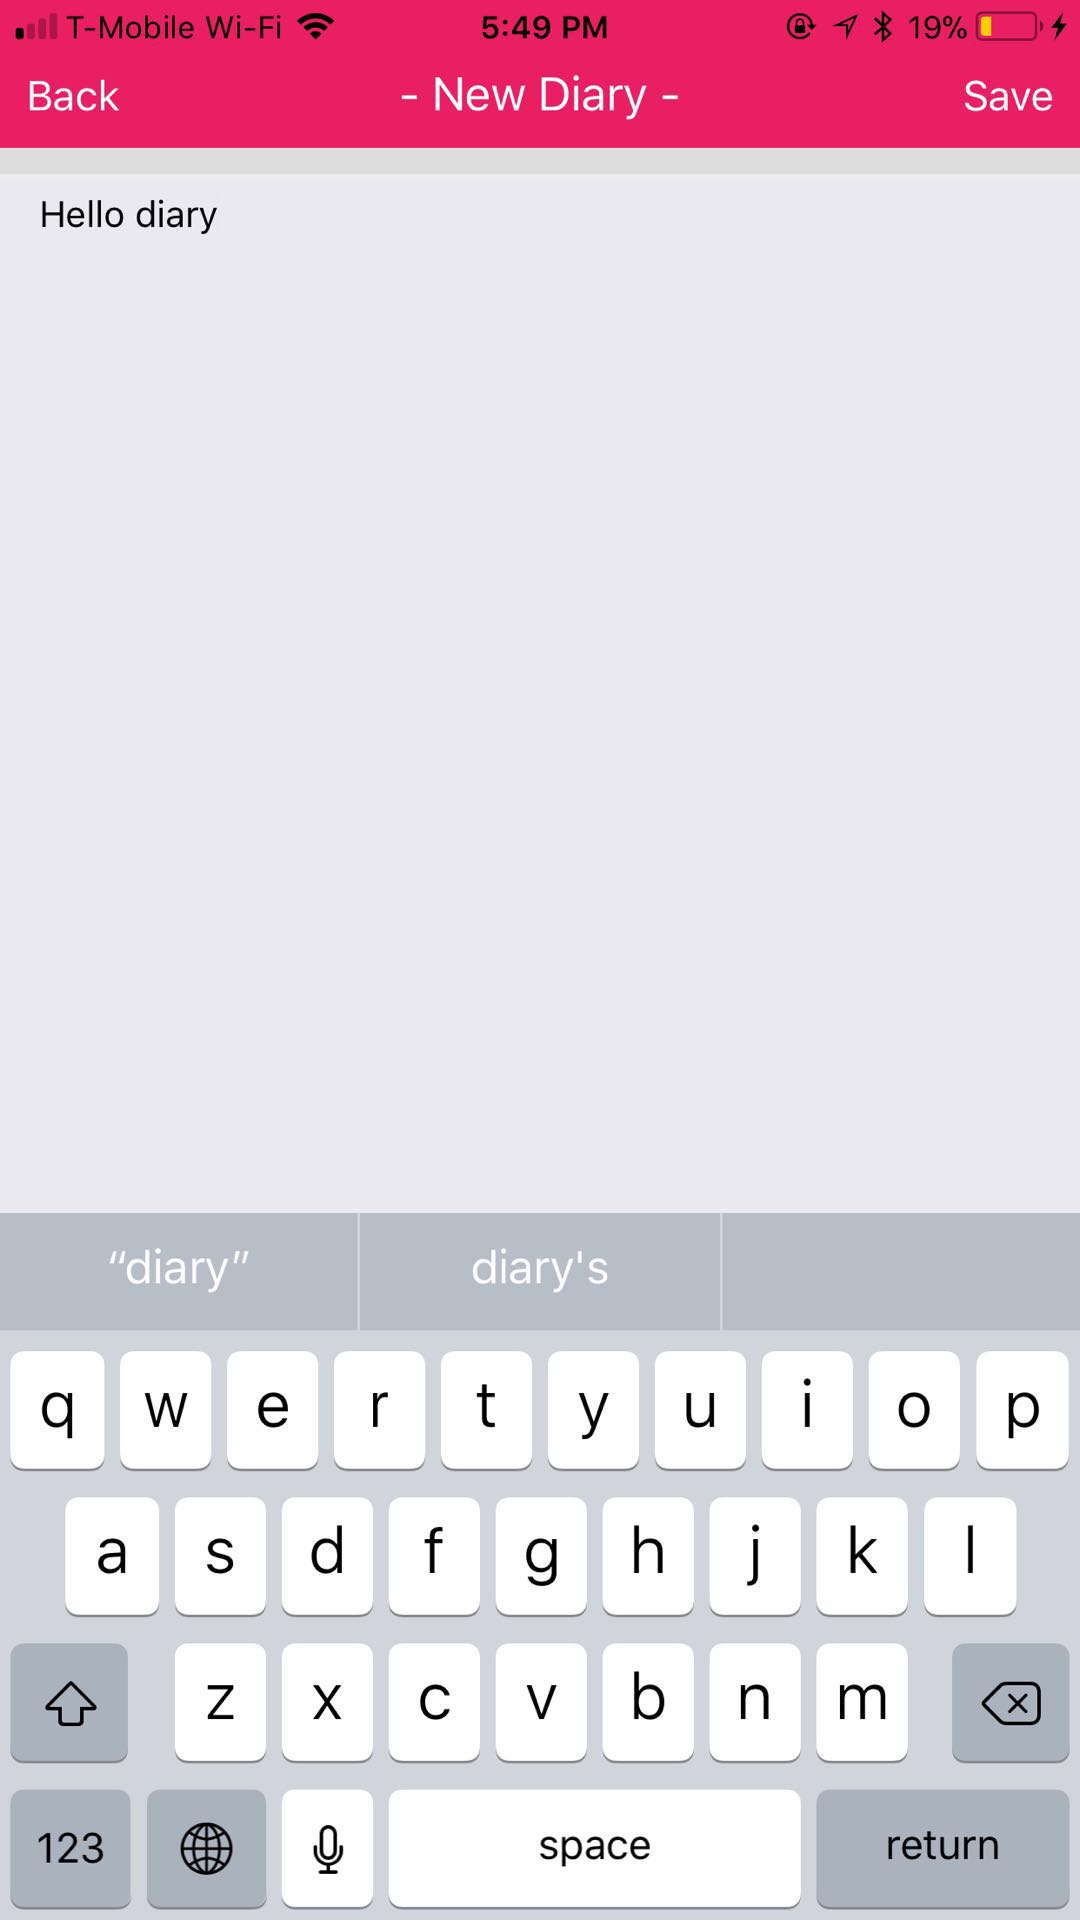 T-Mobile Wi-Fi 5:49 PM 19%
Back - New Diary - Save
Hello diary
“diary” diary's
q w e r t y u i o p
a s d f g h j k l
z x c v b n m
123 space return